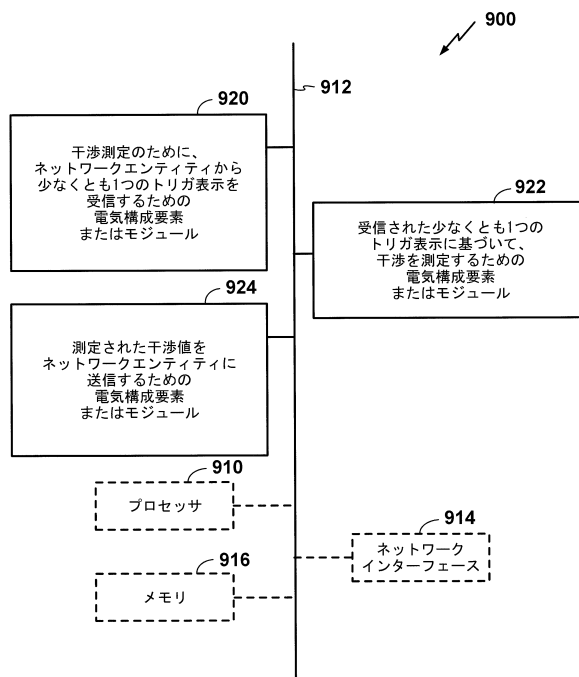 900
912
920
干渉測定のために、
ネットワークエンティティから
少なくとも1つのトリガ表示を
受信するための
電気構成要素
またはモジュール
922
受信された少なくとも1つの
トリガ表示に基づいて、
干渉を測定するための
電気構成要素
またはモジュール
924
測定された干渉値を
ネットワークエンティティに
送信するための
電気構成要素
またはモジュール
910
プロセッサ
914
ネットワーク
インターフェース
916
メモリ